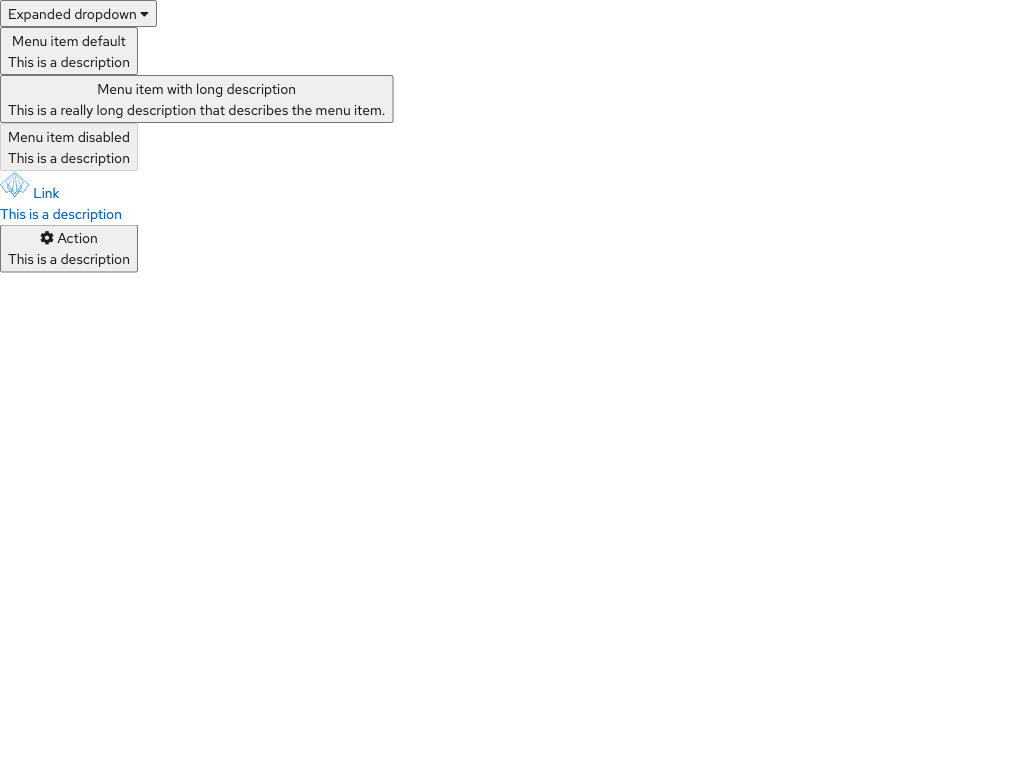 Expanded dropdown
Menu item default
This is a description
Menu item with long description
This is a really long description that describes the menu item.
Menu item disabled
This is a description
Link
This is a description
Action
This is a description